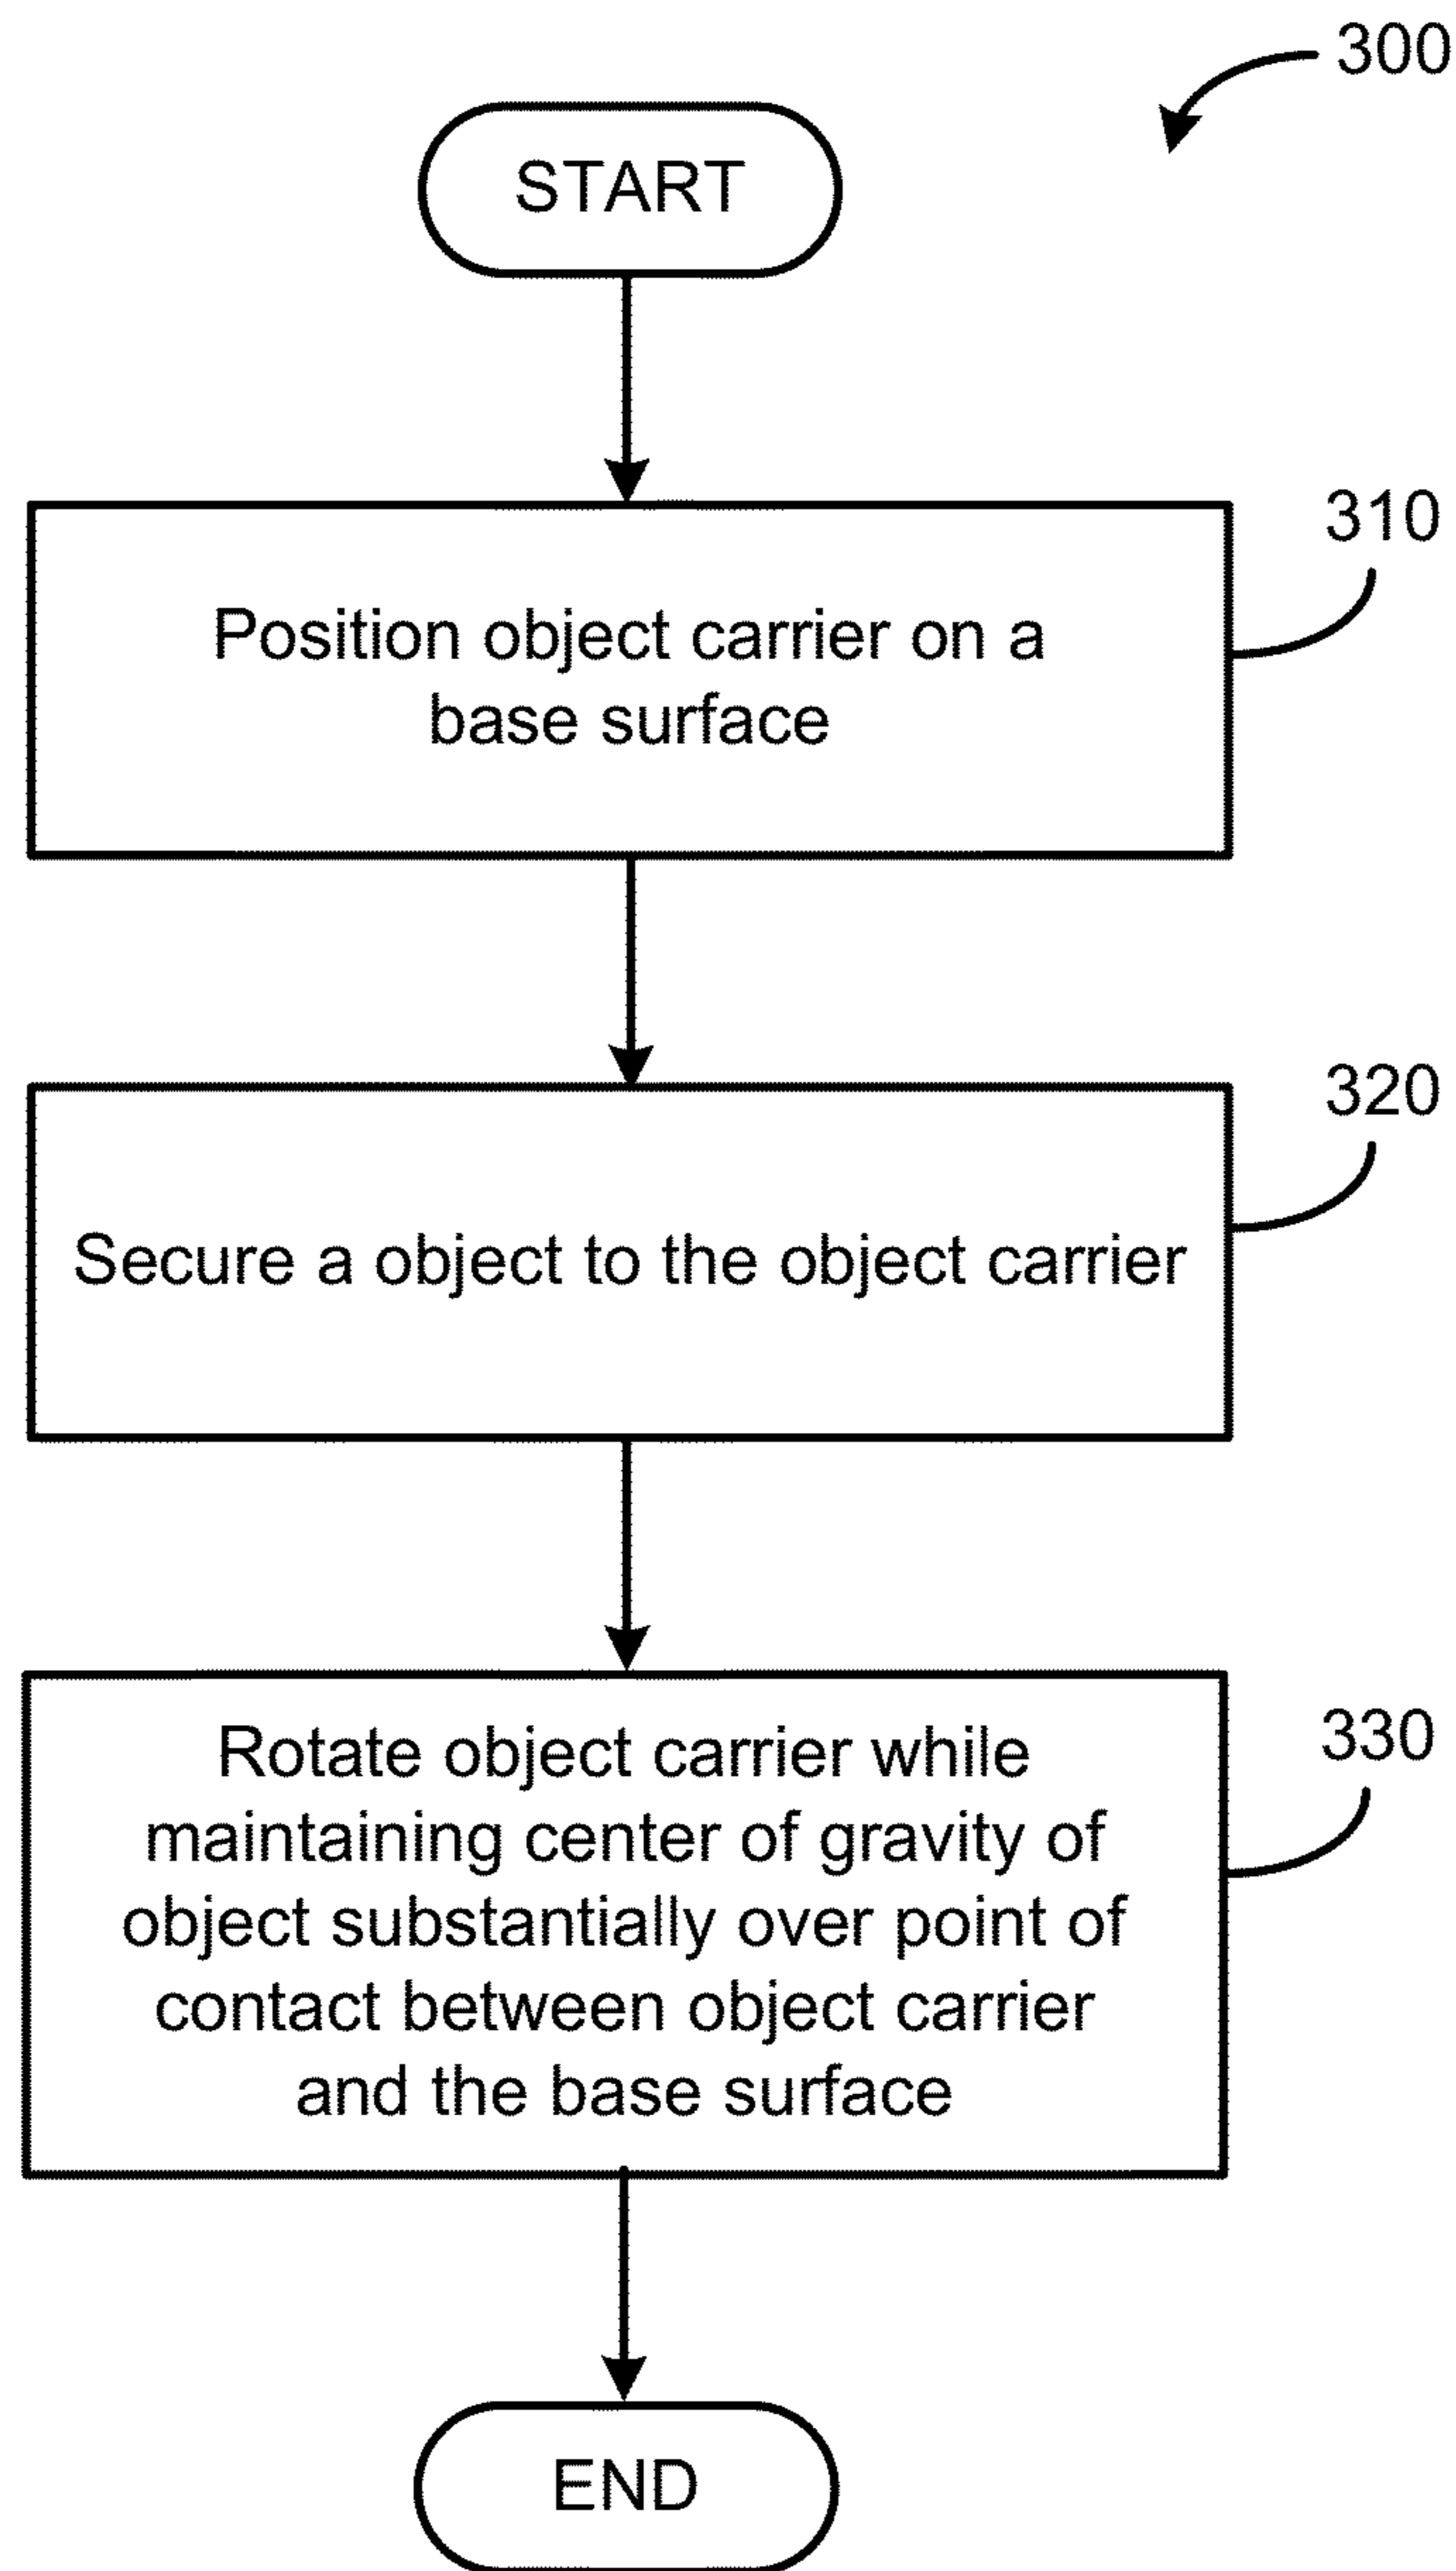 300
START
310
Position object carrier on a
base surface
320
Secure a object to the object carrier
330
Rotate object carrier while
maintaining center of gravity of
object substantially over point of
contact between object carrier
and the base surface
END